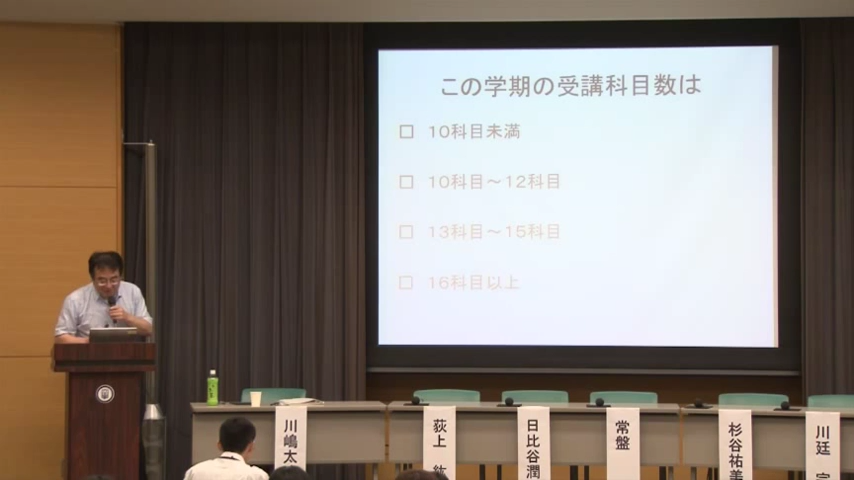 この学期の受講科目数は
□ 10科目未満
□ 10科目～12科目
□ 13科目～15科目
□ 16科目以上
川嶋太
荻上 紘
日比谷潤
常盤
杉谷祐美
川廷